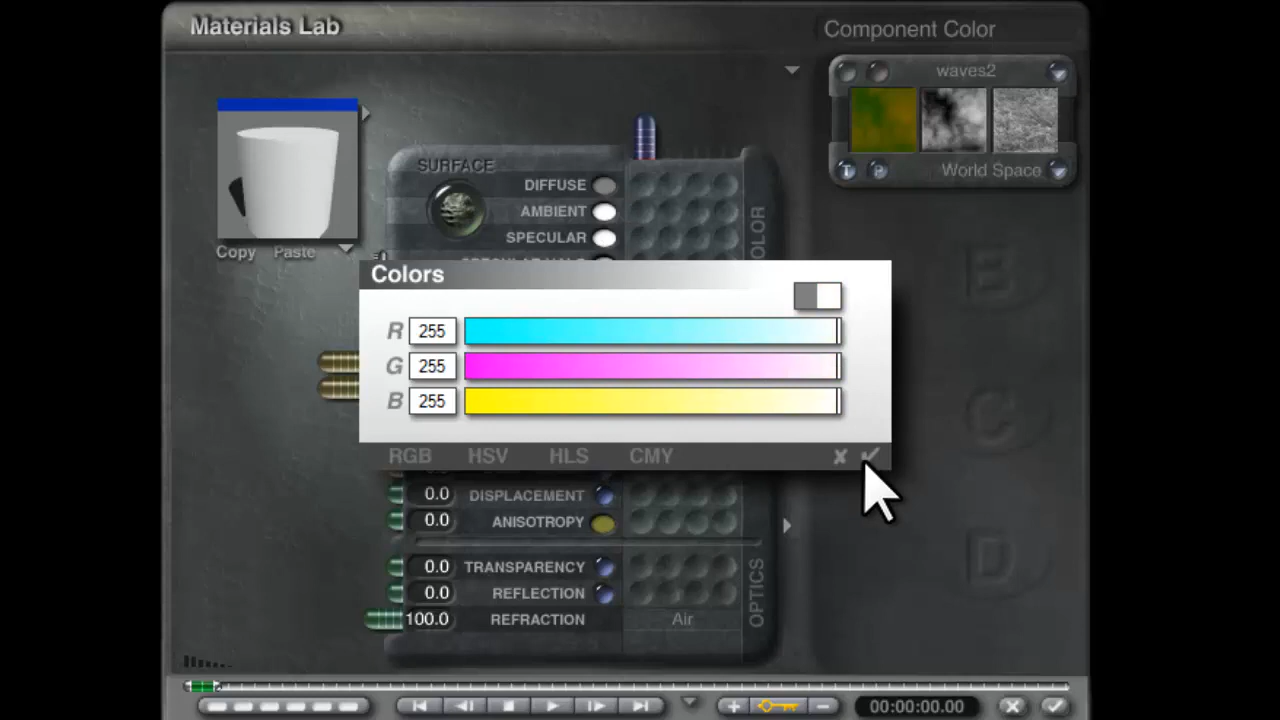 Materials Lab
Component Color
waves2
World Space
T P
Copy Paste
SURFACE
DIFFUSE
AMBIENT
SPECULAR
Colors
R 255
G 255
B 255
RGB HSV HLS CMY
0.0 DISPLACEMENT
0.0 ANISOTROPY
0.0 TRANSPARENCY
0.0 REFLECTION
100.0 REFRACTION Air
OPTICS
B
C
D
00:00:00.00